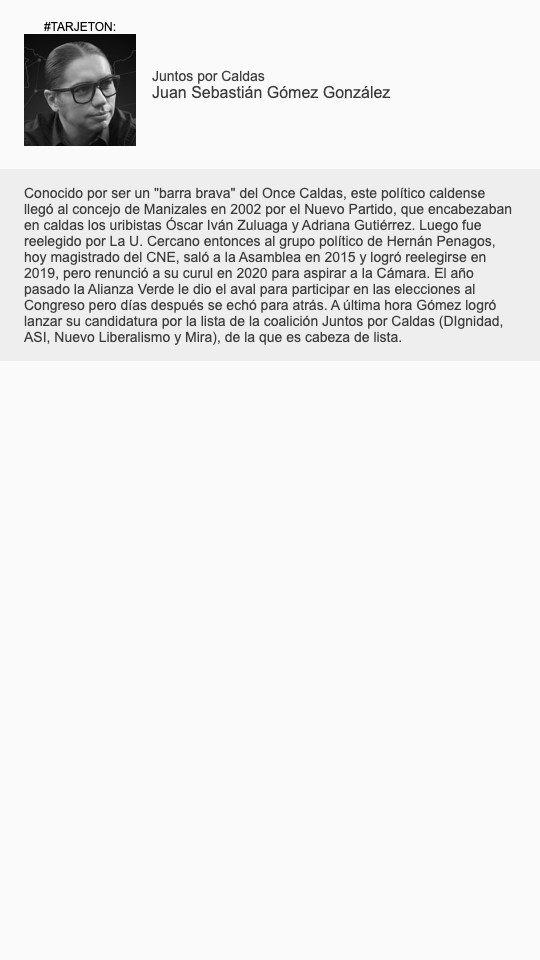 #TARJETON:
Juntos por Caldas
Juan Sebastián Gómez González
Conocido por ser un "barra brava" del Once Caldas, este político caldense
llegó al concejo de Manizales en 2002 por el Nuevo Partido, que encabezaban
en caldas los uribistas Óscar Iván Zuluaga y Adriana Gutiérrez. Luego fue
reelegido por La U. Cercano entonces al grupo político de Hernán Penagos,
hoy magistrado del CNE, saló a la Asamblea en 2015 y logró reelegirse en
2019, pero renunció a su curul en 2020 para aspirar a la Cámara. El año
pasado la Alianza Verde le dio el aval para participar en las elecciones al
Congreso pero días después se echó para atrás. A última hora Gómez logró
lanzar su candidatura por la lista de la coalición Juntos por Caldas (DIgnidad,
ASI, Nuevo Liberalismo y Mira), de la que es cabeza de lista.